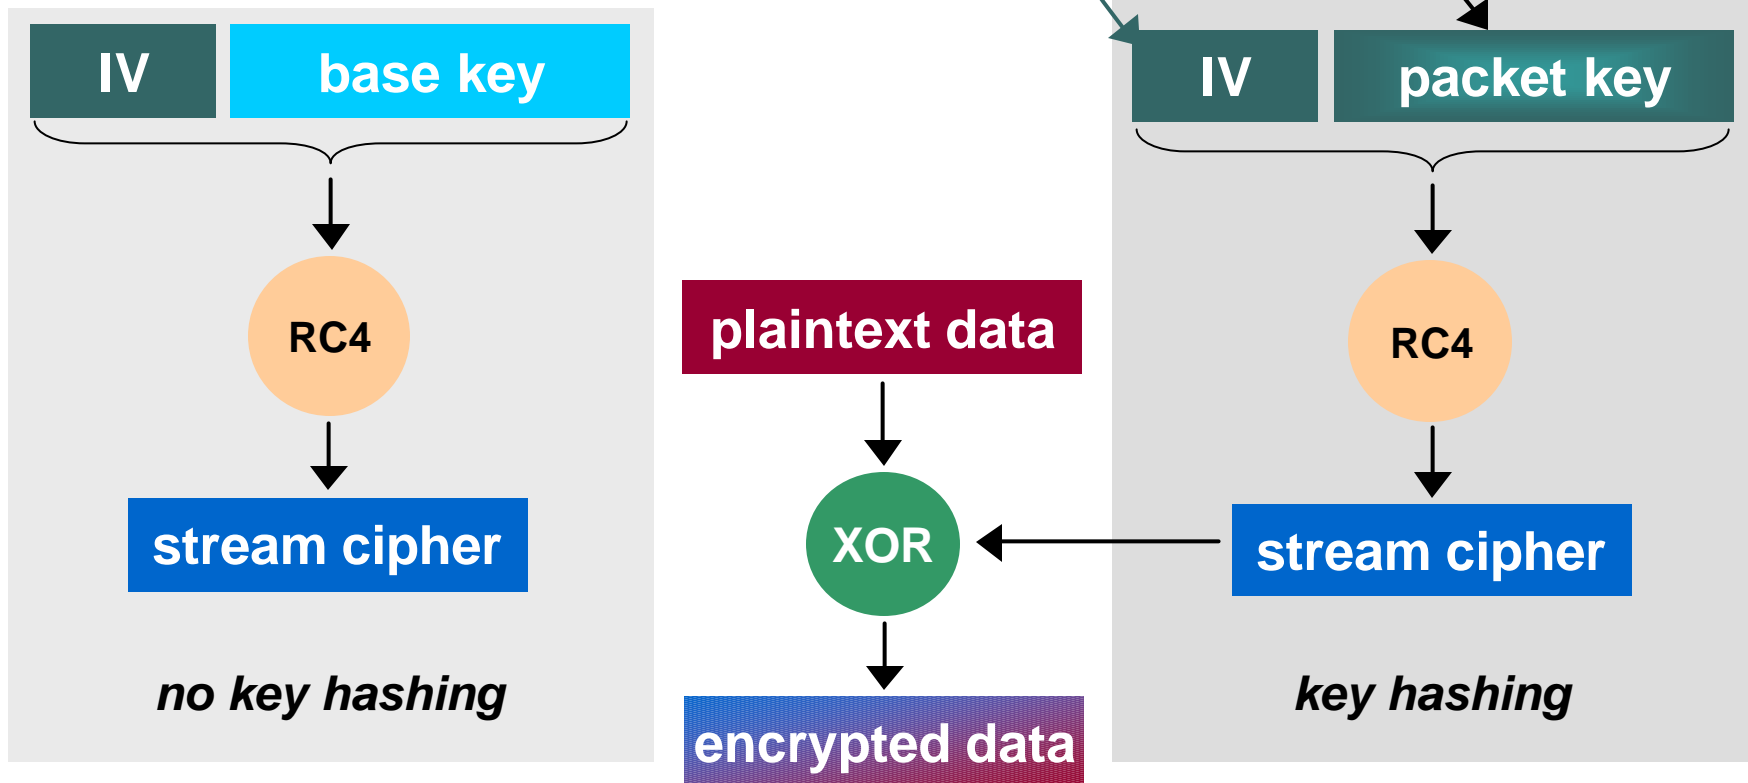 IV
base key
RC4
stream cipher
no key hashing
plaintext data
XOR
encrypted data
IV
packet key
RC4
stream cipher
key hashing